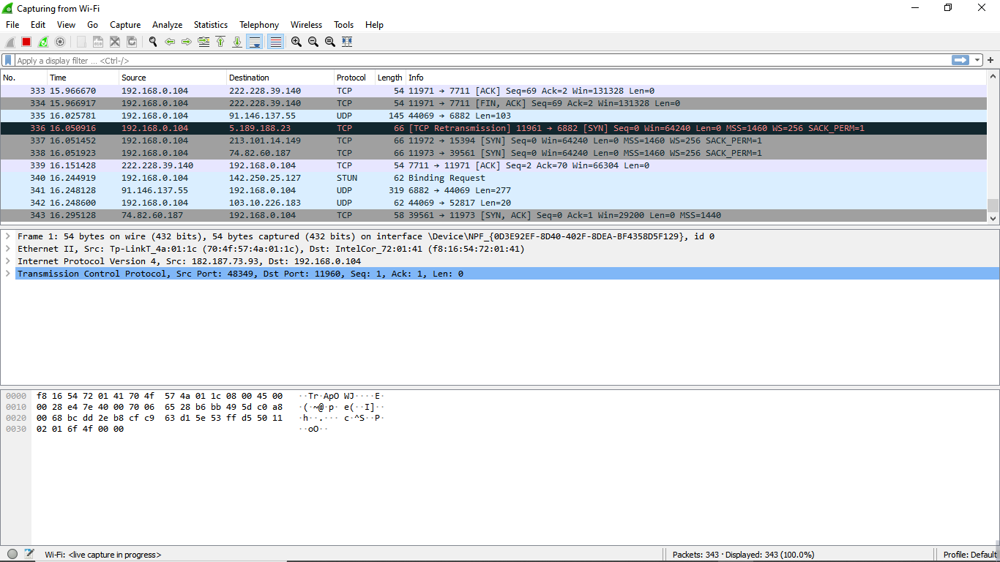 Capturing from Wi-Fi
File Edit View Go Capture Analyze Statistics Telephony Wireless Tools Help
Apply a display filter ... <Ctrl-/>
No. Time Source Destination Protocol Length Info
333 15.966670 192.168.0.104 222.228.39.140 TCP 54 11971 → 7711 [ACK] Seq=69 Ack=2 Win=131328 Len=0
334 15.966917 192.168.0.104 222.228.39.140 TCP 54 11971 → 7711 [FIN, ACK] Seq=69 Ack=2 Win=131328 Len=0
335 16.025781 192.168.0.104 91.146.137.55 UDP 145 44069 → 6882 Len=103
336 16.050916 192.168.0.104 5.189.188.23 TCP 66 [TCP Retransmission] 11961 → 6882 [SYN] Seq=0 Win=64240 Len=0 MSS=1460 WS=256 SACK_PERM=1
337 16.051452 192.168.0.104 213.101.14.149 TCP 66 11972 → 15394 [SYN] Seq=0 Win=64240 Len=0 MSS=1460 WS=256 SACK_PERM=1
338 16.051923 192.168.0.104 74.82.60.187 TCP 66 11973 → 39561 [SYN] Seq=0 Win=64240 Len=0 MSS=1460 WS=256 SACK_PERM=1
339 16.151428 222.228.39.140 192.168.0.104 TCP 54 7711 → 11971 [ACK] Seq=2 Ack=70 Win=66304 Len=0
340 16.244919 192.168.0.104 142.250.25.127 STUN 62 Binding Request
341 16.248128 91.146.137.55 192.168.0.104 UDP 319 6882 → 44069 Len=277
342 16.248600 192.168.0.104 103.10.226.183 UDP 62 44069 → 52817 Len=20
343 16.295128 74.82.60.187 192.168.0.104 TCP 58 39561 → 11973 [SYN, ACK] Seq=0 Ack=1 Win=29200 Len=0 MSS=1440
Frame 1: 54 bytes on wire (432 bits), 54 bytes captured (432 bits) on interface \Device\NPF_{0D3E92EF-8D40-402F-8DEA-BF4358D5F129}, id 0
Ethernet II, Src: Tp-LinkT_4a:01:1c (70:4f:57:4a:01:1c), Dst: IntelCor_72:01:41 (f8:16:54:72:01:41)
Internet Protocol Version 4, Src: 182.187.73.93, Dst: 192.168.0.104
Transmission Control Protocol, Src Port: 48349, Dst Port: 11960, Seq: 1, Ack: 1, Len: 0
0000 f8 16 54 72 01 41 70 4f 57 4a 01 1c 08 00 45 00 ··Tr·ApO WJ····E·
0010 00 28 e4 7e 40 00 70 06 65 28 b6 bb 49 5d c0 a8 ·(·~@·p· e(··I]··
0020 00 68 bc dd 2e b8 cf c9 63 d1 5e 53 ff d5 50 11 ·h··.··· c·^S··P·
0030 02 01 6f 4f 00 00 ··oO··
Wi-Fi: <live capture in progress> Packets: 343 · Displayed: 343 (100.0%) Profile: Default